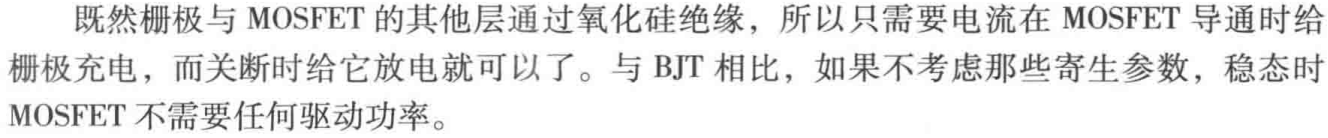 既然栅极与 MOSFET 的其他层通过氧化硅绝缘，所以只需要电流在 MOSFET 导通时给
栅极充电，而关断时给它放电就可以了。与 BJT 相比，如果不考虑那些寄生参数，稳态时
MOSFET 不需要任何驱动功率。